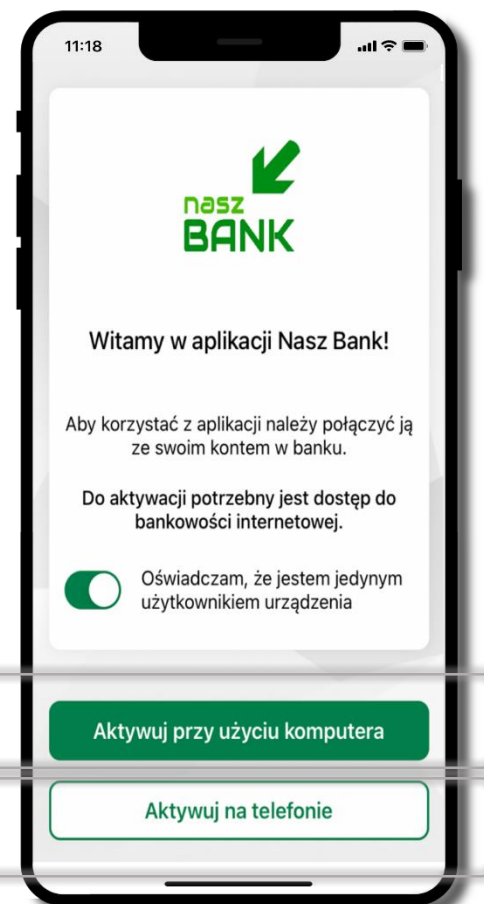 11:18
nasz
BANK
Witamy w aplikacji Nasz Bank!
Aby korzystać z aplikacji należy połączyć ją
ze swoim kontem w banku.
Do aktywacji potrzebny jest dostęp do
bankowości internetowej.
Oświadczam, że jestem jedynym
użytkownikiem urządzenia
Aktywuj przy użyciu komputera
Aktywuj na telefonie